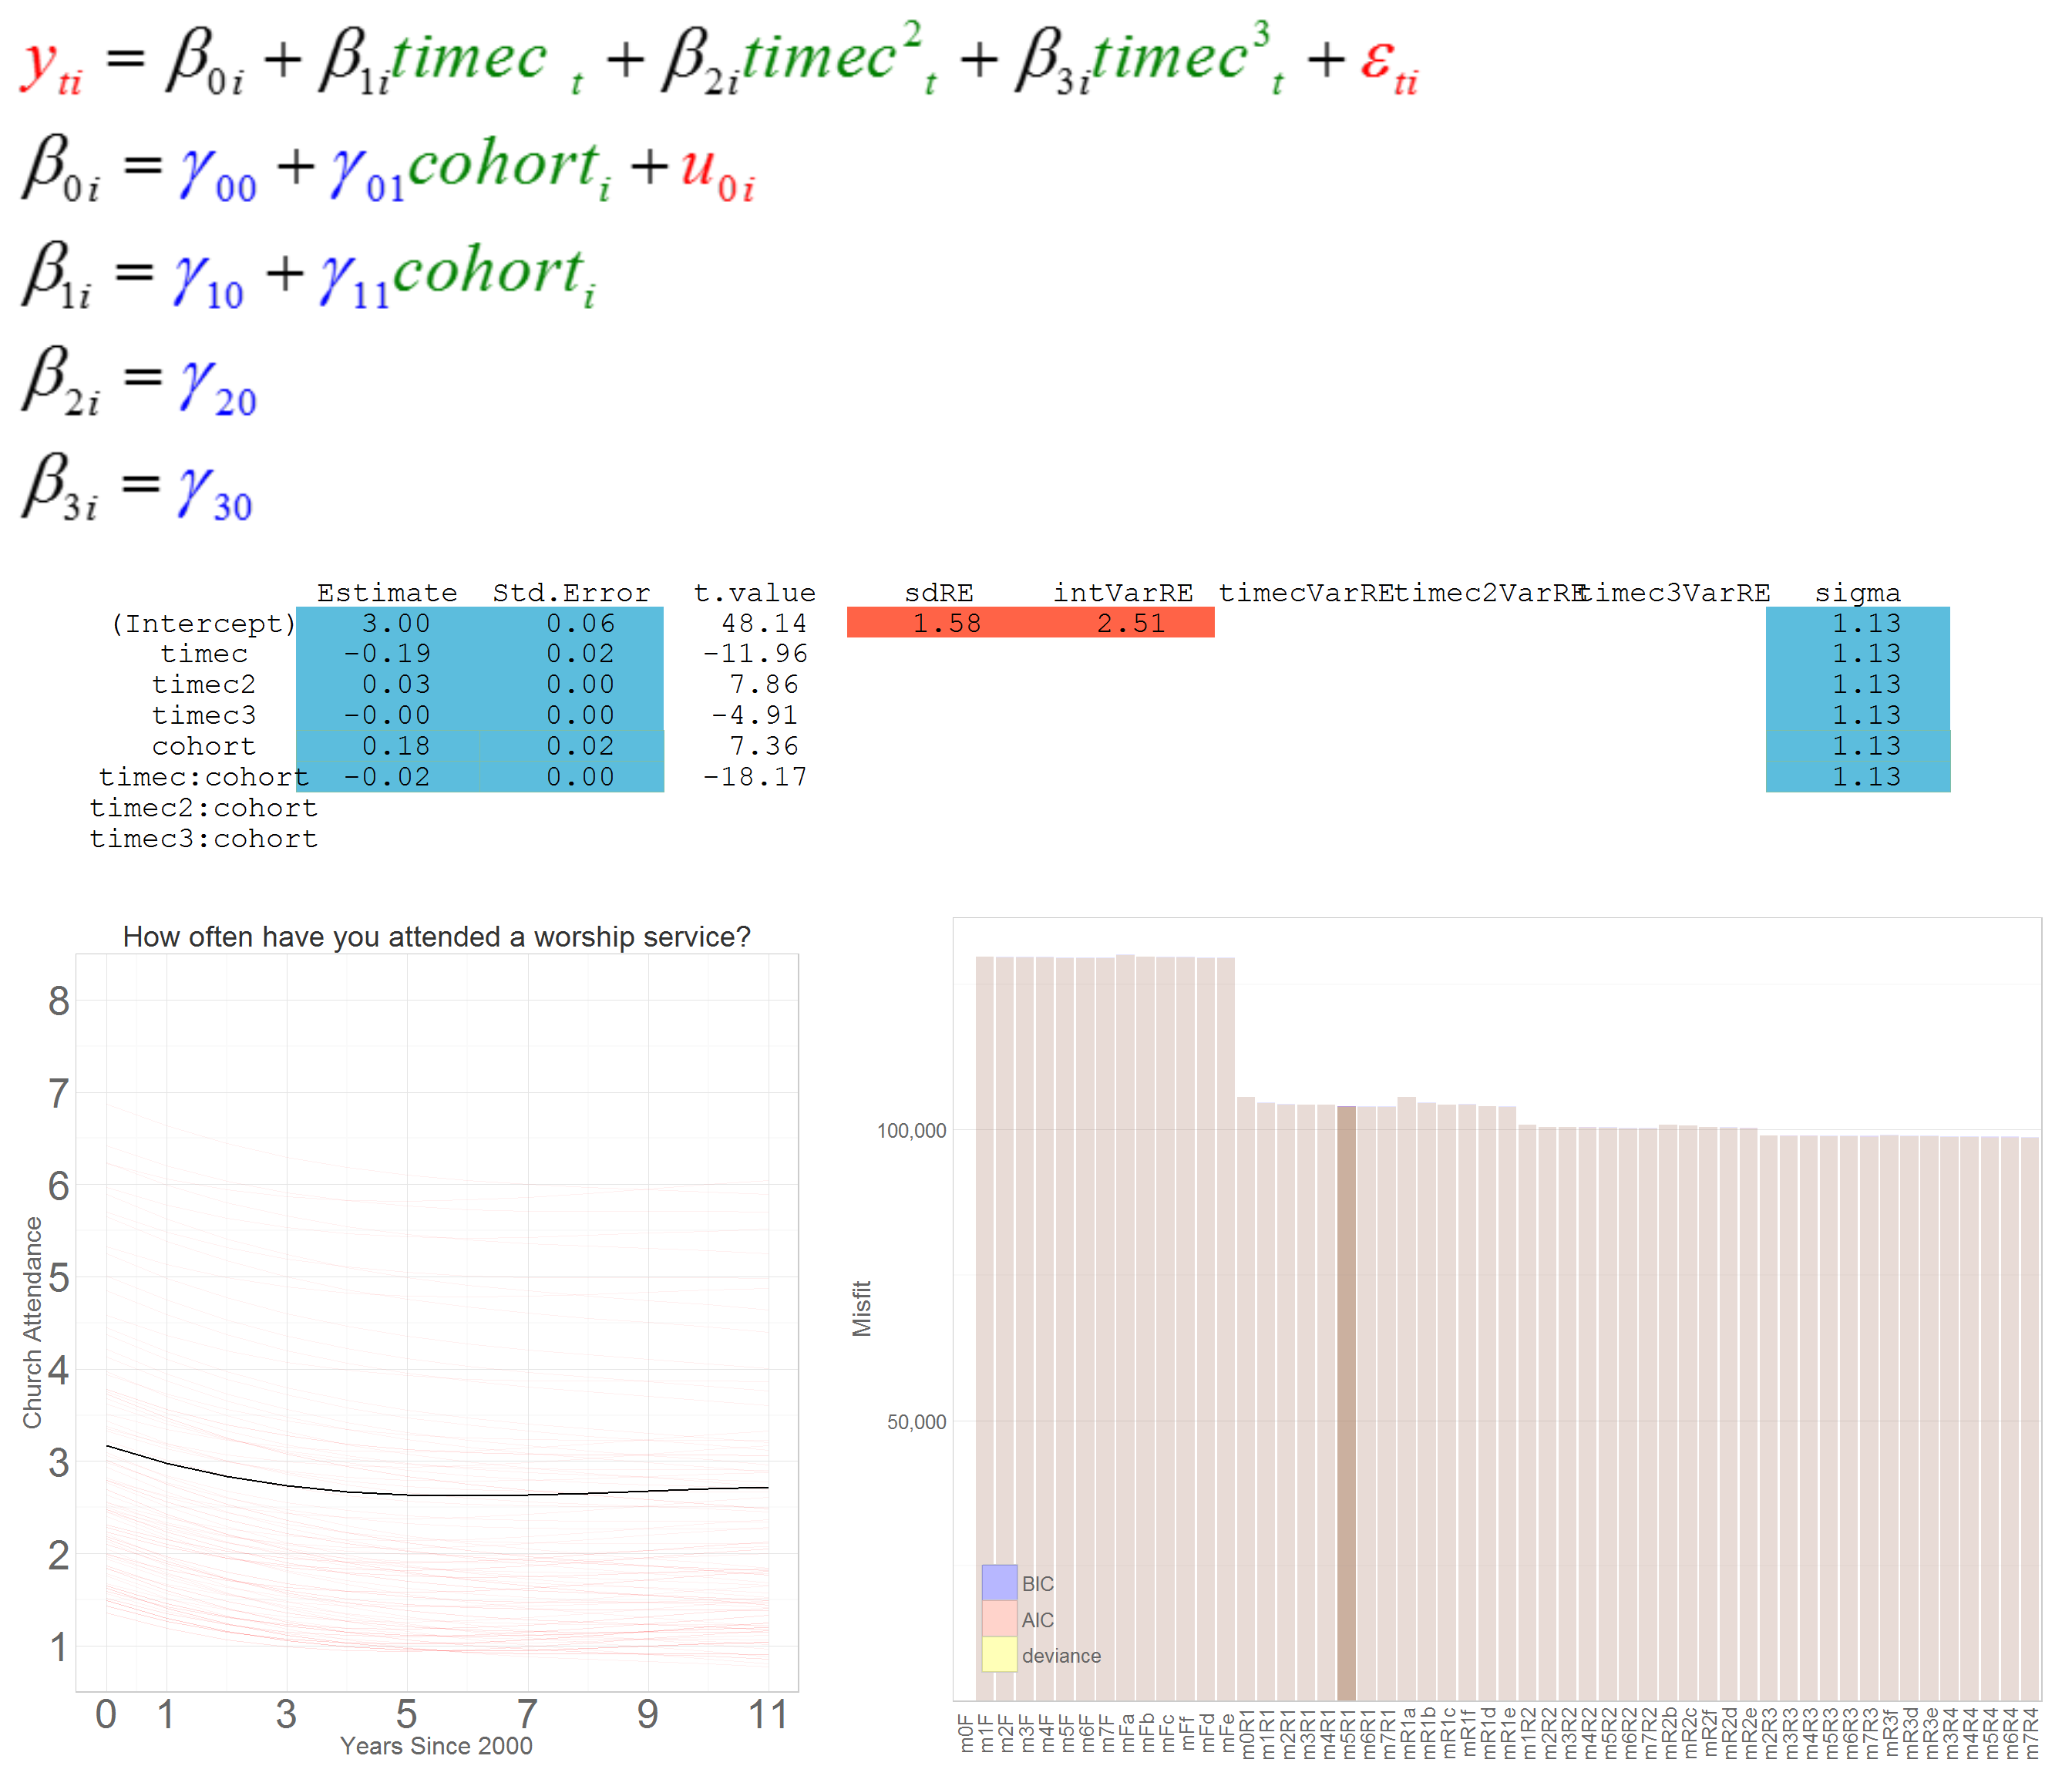 y_ti = β_0i + β_1i timec_t + β_2i timec²_t + β_3i timec³_t + ε_ti
β_0i = γ_00 + γ_01 cohort_i + u_0i
β_1i = γ_10 + γ_11 cohort_i
β_2i = γ_20
β_3i = γ_30
Estimate Std.Error t.value sdRE intVarRE timecVarRE timec2VarRE timec3VarRE sigma
(Intercept) 3.00 0.06 48.14 1.58 2.51 1.13
timec -0.19 0.02 -11.96 1.13
timec2 0.03 0.00 7.86 1.13
timec3 -0.00 0.00 -4.91 1.13
cohort 0.18 0.02 7.36 1.13
timec:cohort -0.02 0.00 -18.17 1.13
timec2:cohort
timec3:cohort
How often have you attended a worship service?
8
7
6
5
4
3
2
1
Church Attendance
0 1 3 5 7 9 11
Years Since 2000
100,000
50,000
Misfit
BIC
AIC
deviance
m0F m1F m2F m3F m4F m5F m6F m7F mFa mFb mFc mFf mFd mFe m0R1 m1R1 m2R1 m3R1 m4R1 m5R1 m6R1 m7R1 mR1a mR1b mR1c mR1f mR1d mR1e m1R2 m2R2 m3R2 m4R2 m5R2 m6R2 m7R2 mR2b mR2c mR2f mR2d mR2e m2R3 m3R3 m4R3 m5R3 m6R3 m7R3 mR3f mR3d mR3e m3R4 m4R4 m5R4 m6R4 m7R4